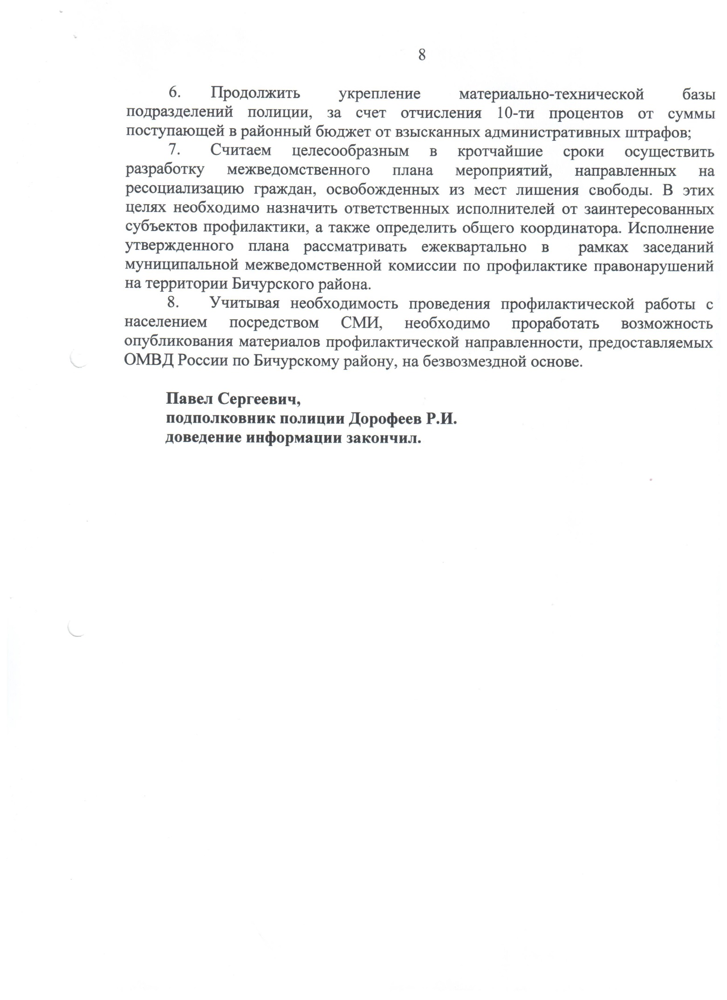 8
6. Продолжить укрепление материально-технической базы
подразделений полиции, за счет отчисления 10-ти процентов от суммы
поступающей в районный бюджет от взысканных административных штрафов;
7. Считаем целесообразным в кротчайшие сроки осуществить
разработку межведомственного плана мероприятий, направленных на
ресоциализацию граждан, освобожденных из мест лишения свободы. В этих
целях необходимо назначить ответственных исполнителей от заинтересованных
субъектов профилактики, а также определить общего координатора. Исполнение
утвержденного плана рассматривать ежеквартально в рамках заседаний
муниципальной межведомственной комиссии по профилактике правонарушений
на территории Бичурского района.
8. Учитывая необходимость проведения профилактической работы с
населением посредством СМИ, необходимо проработать возможность
опубликования материалов профилактической направленности, предоставляемых
ОМВД России по Бичурскому району, на безвозмездной основе.
Павел Сергеевич,
подполковник полиции Дорофеев Р.И.
доведение информации закончил.